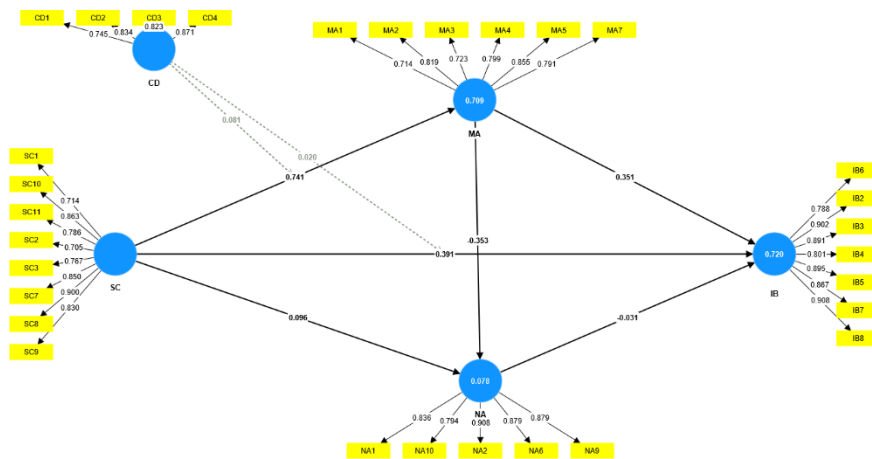 CD1 CD2 CD3 CD4
0.745 0.834 0.823 0.871
CD
MA1 MA2 MA3 MA4 MA5 MA7
0.714 0.819 0.723 0.799 0.855 0.791
0.709
MA
0.081
0.020
0.741
0.351
SC1
SC10
SC11
SC2
SC3
SC7
SC8
SC9
0.714
0.863
0.786
0.705
0.767
0.850
0.900
0.830
SC
-0.353
0.391
0.096
-0.031
0.720
IB
0.788
0.902
0.891
0.801
0.895
0.867
0.908
IB6
IB2
IB3
IB4
IB5
IB7
IB8
0.078
NA
0.836 0.794 0.908 0.879 0.879
NA1 NA10 NA2 NA6 NA9